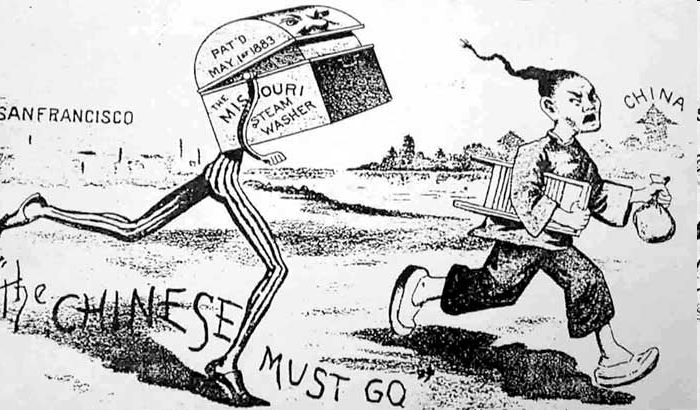 SANFRANCISCO
PAT'D
MAY 1ST 1883
THE MISSOURI
STEAM
WASHER
CHINA
"the CHINESE
MUST GO"